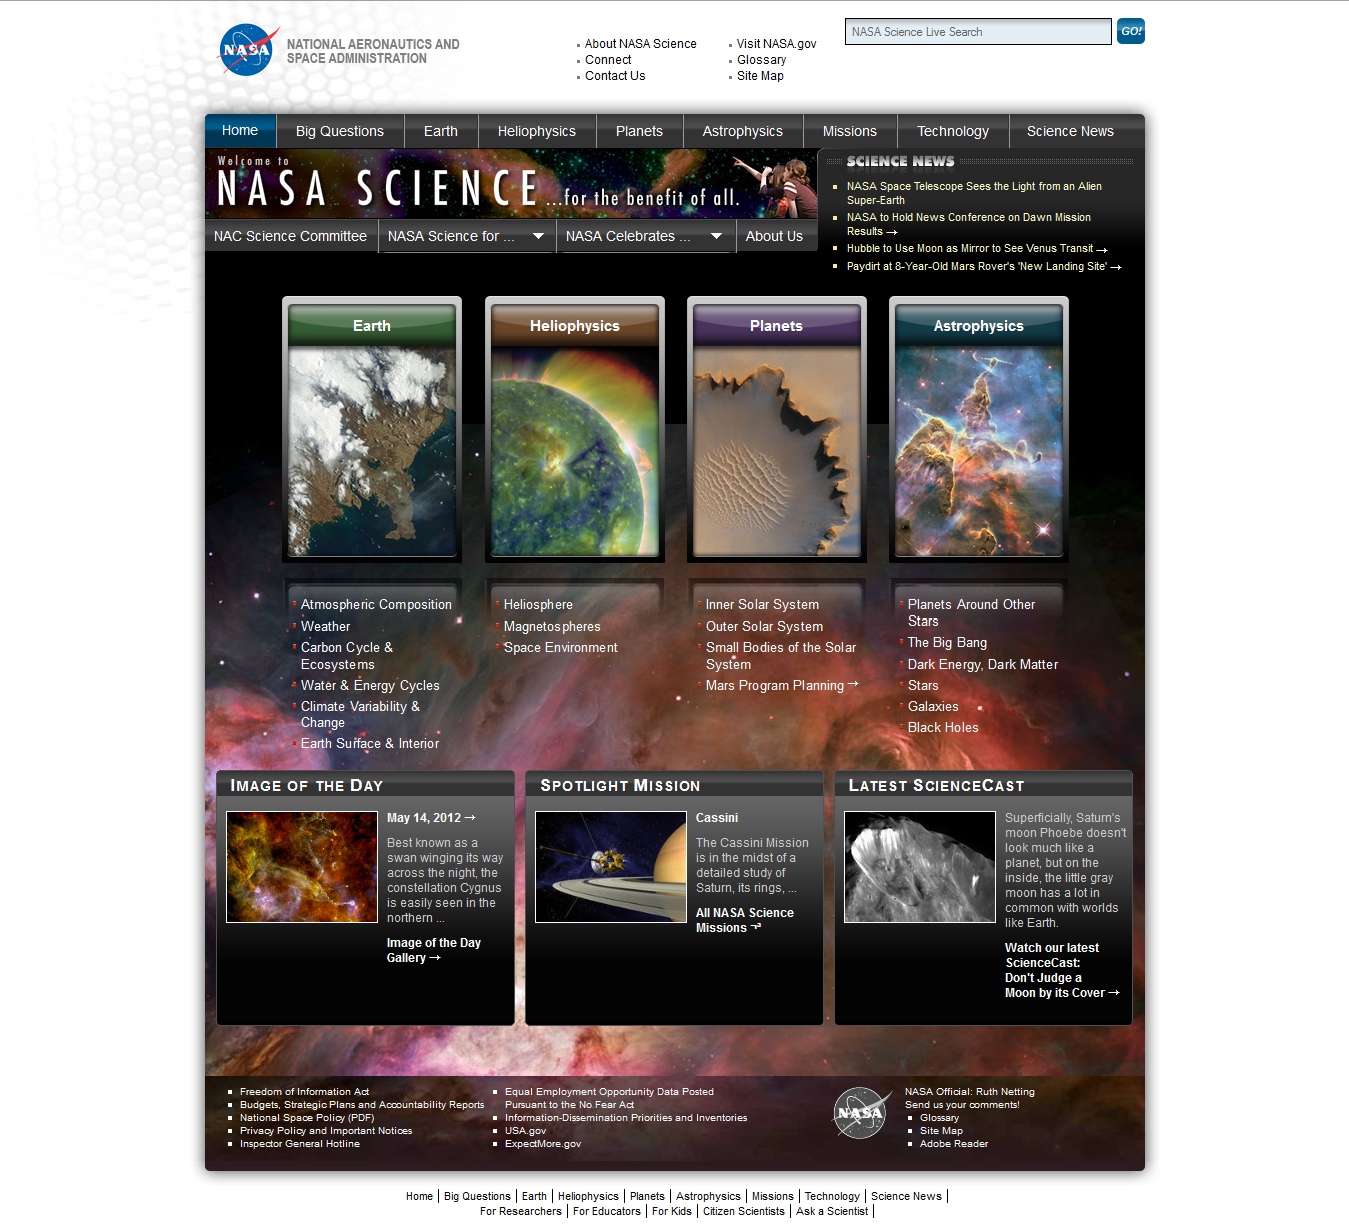 NASA
NATIONAL AERONAUTICS AND
SPACE ADMINISTRATION
About NASA Science
Connect
Contact Us
Visit NASA.gov
Glossary
Site Map
NASA Science Live Search
GO!
Home
Big Questions
Earth
Heliophysics
Planets
Astrophysics
Missions
Technology
Science News
Welcome to
NASA SCIENCE ...for the benefit of all.
NAC Science Committee
NASA Science for ...
NASA Celebrates ...
About Us
SCIENCE NEWS
NASA Space Telescope Sees the Light from an Alien
Super-Earth
NASA to Hold News Conference on Dawn Mission
Results
Hubble to Use Moon as Mirror to See Venus Transit
Paydirt at 8-Year-Old Mars Rover's 'New Landing Site'
Earth
Heliophysics
Planets
Astrophysics
Atmospheric Composition
Weather
Carbon Cycle &
Ecosystems
Water & Energy Cycles
Climate Variability &
Change
Earth Surface & Interior
Heliosphere
Magnetospheres
Space Environment
Inner Solar System
Outer Solar System
Small Bodies of the Solar
System
Mars Program Planning
Planets Around Other
Stars
The Big Bang
Dark Energy, Dark Matter
Stars
Galaxies
Black Holes
IMAGE OF THE DAY
May 14, 2012
Best known as a
swan winging its way
across the night, the
constellation Cygnus
is easily seen in the
northern ...
Image of the Day
Gallery
SPOTLIGHT MISSION
Cassini
The Cassini Mission
is in the midst of a
detailed study of
Saturn, its rings, ...
All NASA Science
Missions
LATEST SCIENCECAST
Superficially, Saturn's
moon Phoebe doesn't
look much like a
planet, but on the
inside, the little gray
moon has a lot in
common with worlds
like Earth.
Watch our latest
ScienceCast:
Don't Judge a
Moon by its Cover
Freedom of Information Act
Budgets, Strategic Plans and Accountability Reports
National Space Policy (PDF)
Privacy Policy and Important Notices
Inspector General Hotline
Equal Employment Opportunity Data Posted
Pursuant to the No Fear Act
Information-Dissemination Priorities and Inventories
USA.gov
ExpectMore.gov
NASA
NASA Official: Ruth Netting
Send us your comments!
Glossary
Site Map
Adobe Reader
Home | Big Questions | Earth | Heliophysics | Planets | Astrophysics | Missions | Technology | Science News |
For Researchers | For Educators | For Kids | Citizen Scientists | Ask a Scientist |